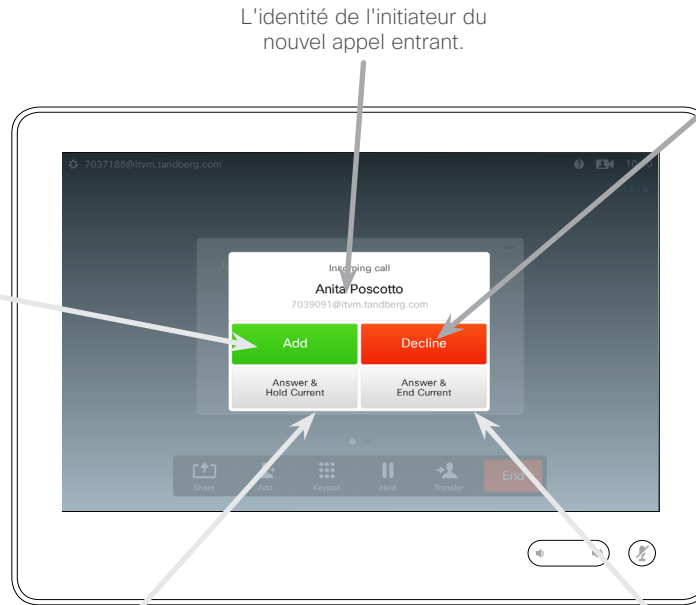 L'identité de l'initiateur du
nouvel appel entrant.
7037188@itvm.tandberg.com
Incoming call
Anita Poscotto
7039091@itvm.tandberg.com
Add
Decline
Answer &
Hold Current
Answer &
End Current
Share
Add
Keypad
Hold
Transfer
End